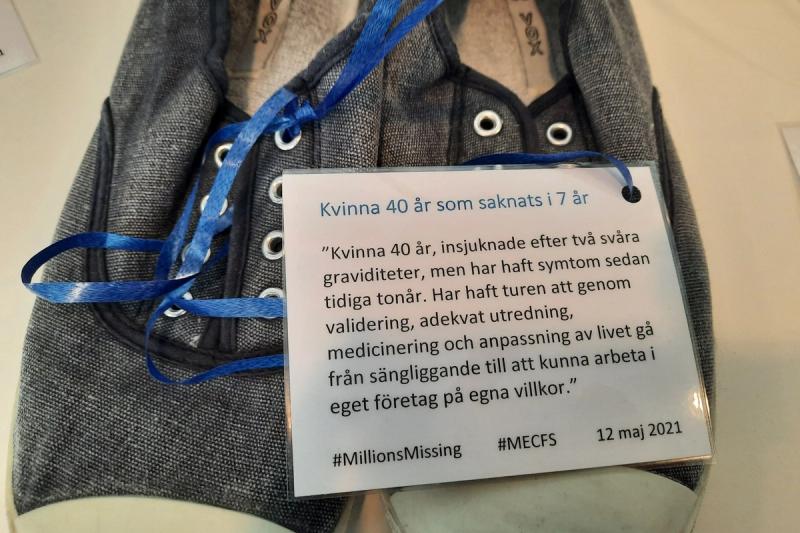 Kvinna 40 år som saknats i 7 år
”Kvinna 40 år, insjuknade efter två svåra
graviditeter, men har haft symtom sedan
tidiga tonår. Har haft turen att genom
validering, adekvat utredning,
medicinering och anpassning av livet gå
från sängliggande till att kunna arbeta i
eget företag på egna villkor.”
#MillionsMissing #MECFS 12 maj 2021